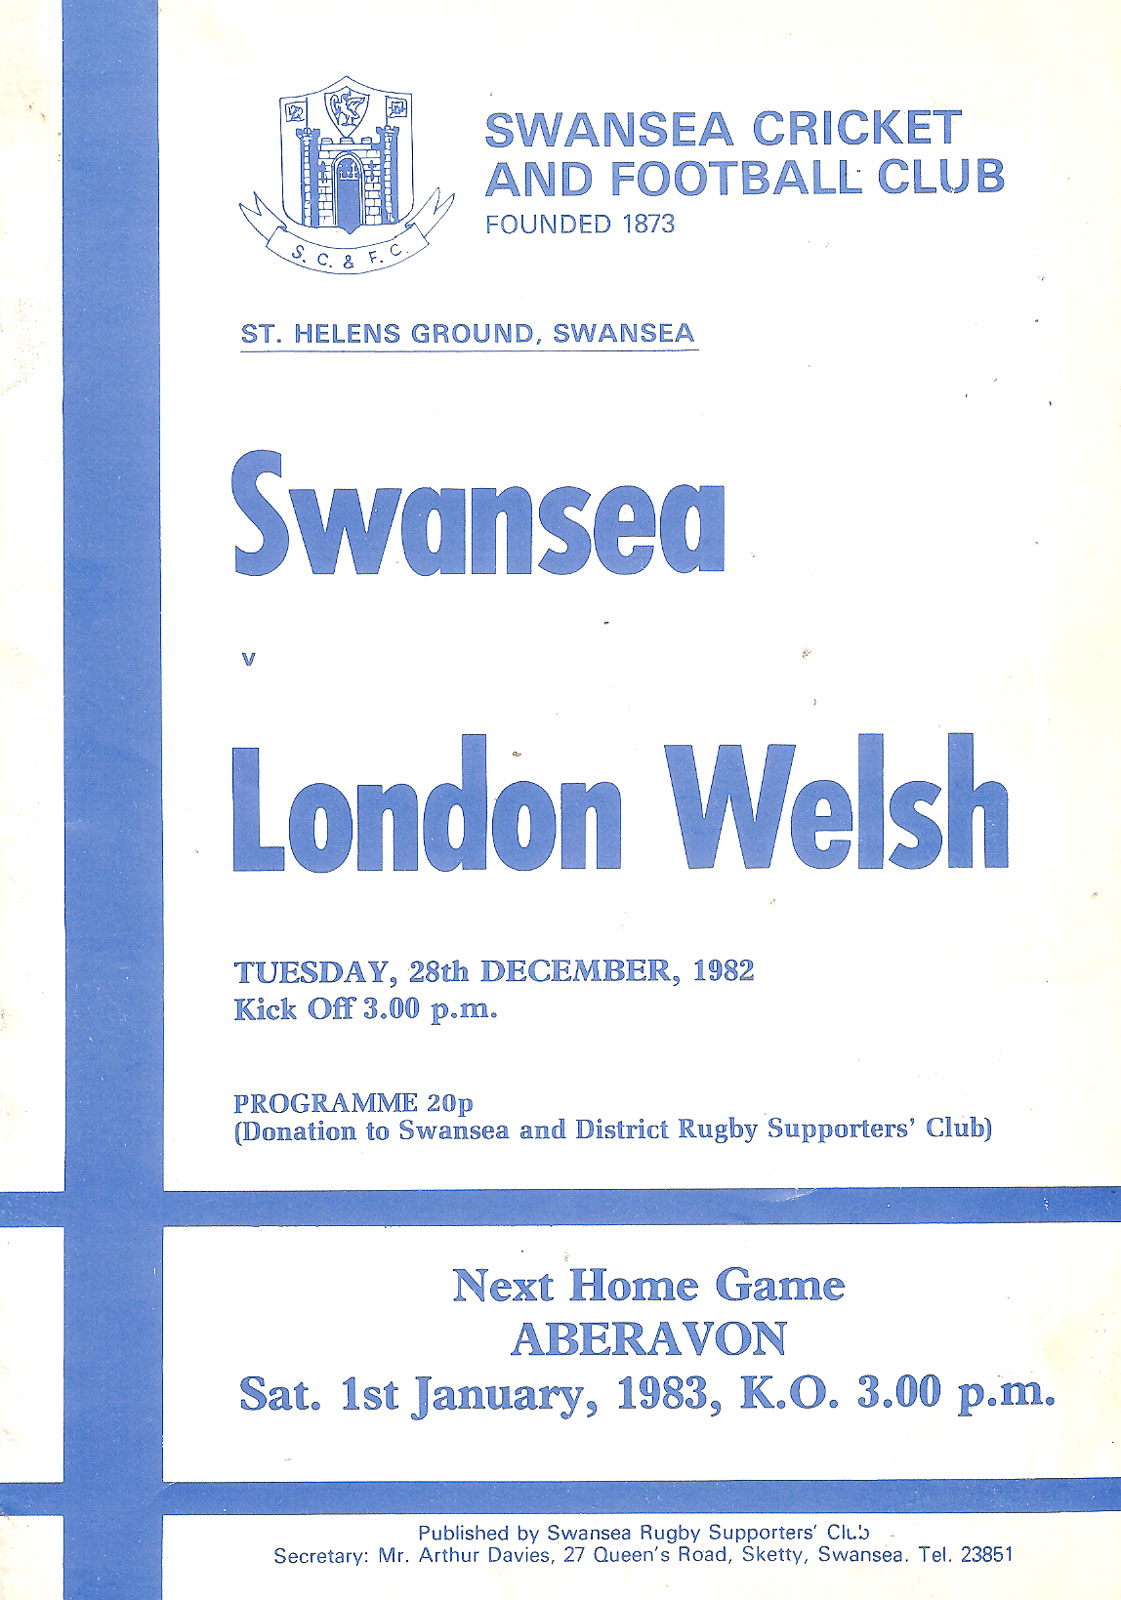 SWANSEA CRICKET
AND FOOTBALL CLUB
FOUNDED 1873
S. C. & F. C.
ST. HELENS GROUND, SWANSEA
Swansea
v
London Welsh
TUESDAY, 28th DECEMBER, 1982
Kick Off 3.00 p.m.
PROGRAMME 20p
(Donation to Swansea and District Rugby Supporters' Club)
Next Home Game
ABERAVON
Sat. 1st January, 1983, K.O. 3.00 p.m.
Published by Swansea Rugby Supporters' Club
Secretary: Mr. Arthur Davies, 27 Queen's Road, Sketty, Swansea. Tel. 23851